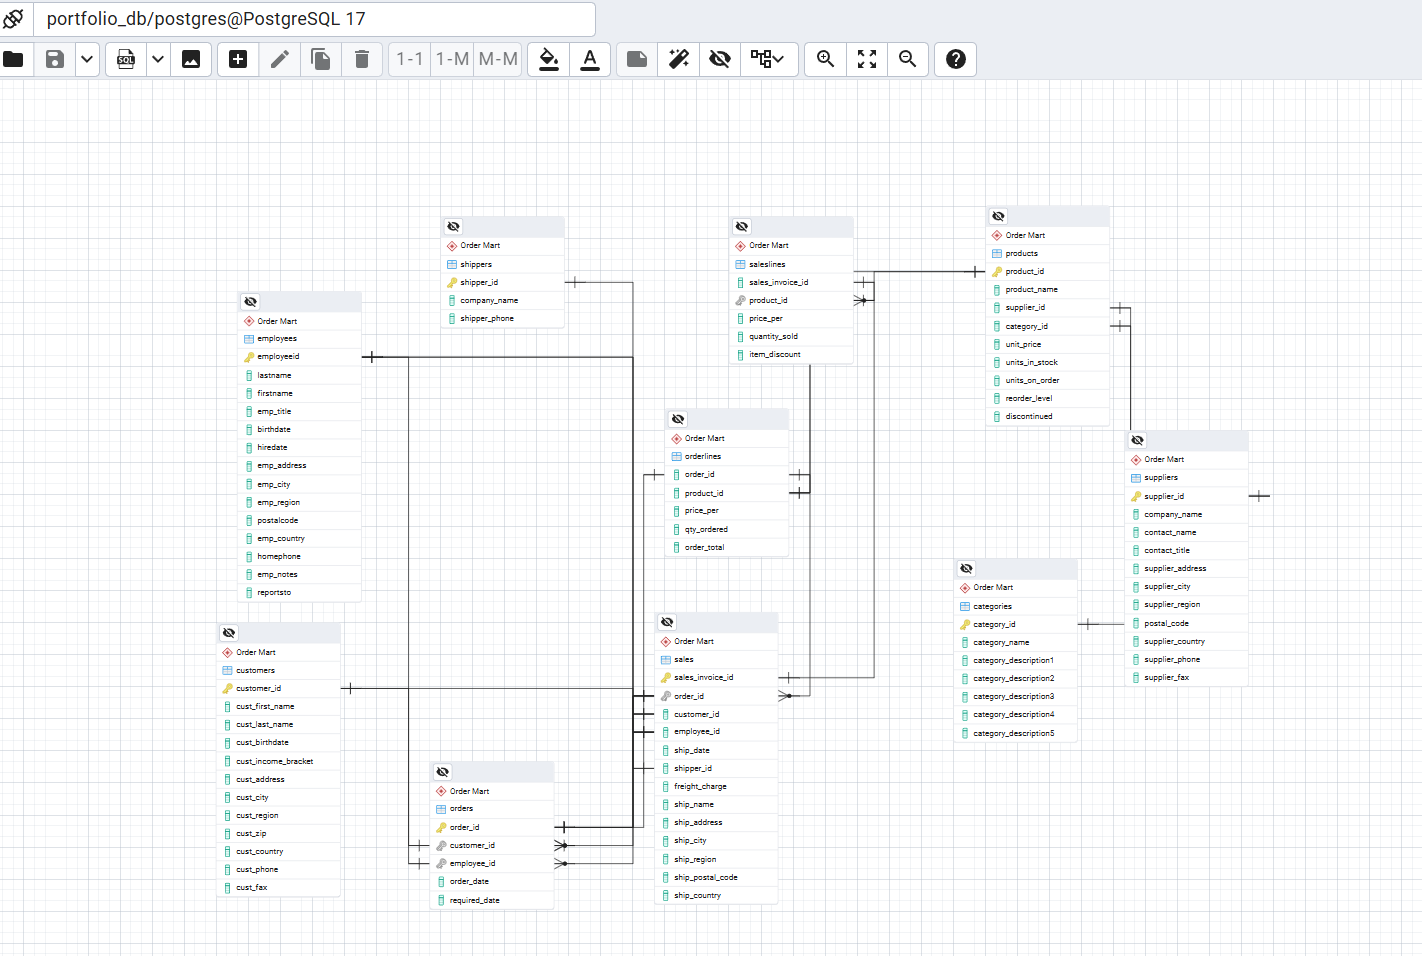 portfolio_db/postgres@PostgreSQL 17
SQL
1-1
1-M
M-M
A
Order Mart
shippers
shipper_id
company_name
shipper_phone
Order Mart
saleslines
sales_invoice_id
product_id
price_per
quantity_sold
item_discount
Order Mart
products
product_id
product_name
supplier_id
category_id
unit_price
units_in_stock
units_on_order
reorder_level
discontinued
Order Mart
employees
employeeid
lastname
firstname
emp_title
birthdate
hiredate
emp_address
emp_city
emp_region
postalcode
emp_country
homephone
emp_notes
reportsto
Order Mart
orderlines
order_id
product_id
price_per
qty_ordered
order_total
Order Mart
suppliers
supplier_id
company_name
contact_name
contact_title
supplier_address
supplier_city
supplier_region
postal_code
supplier_country
supplier_phone
supplier_fax
Order Mart
categories
category_id
category_name
category_description1
category_description2
category_description3
category_description4
category_description5
Order Mart
customers
customer_id
cust_first_name
cust_last_name
cust_birthdate
cust_income_bracket
cust_address
cust_city
cust_region
cust_zip
cust_country
cust_phone
cust_fax
Order Mart
sales
sales_invoice_id
order_id
customer_id
employee_id
ship_date
shipper_id
freight_charge
ship_name
ship_address
ship_city
ship_region
ship_postal_code
ship_country
Order Mart
orders
order_id
customer_id
employee_id
order_date
required_date